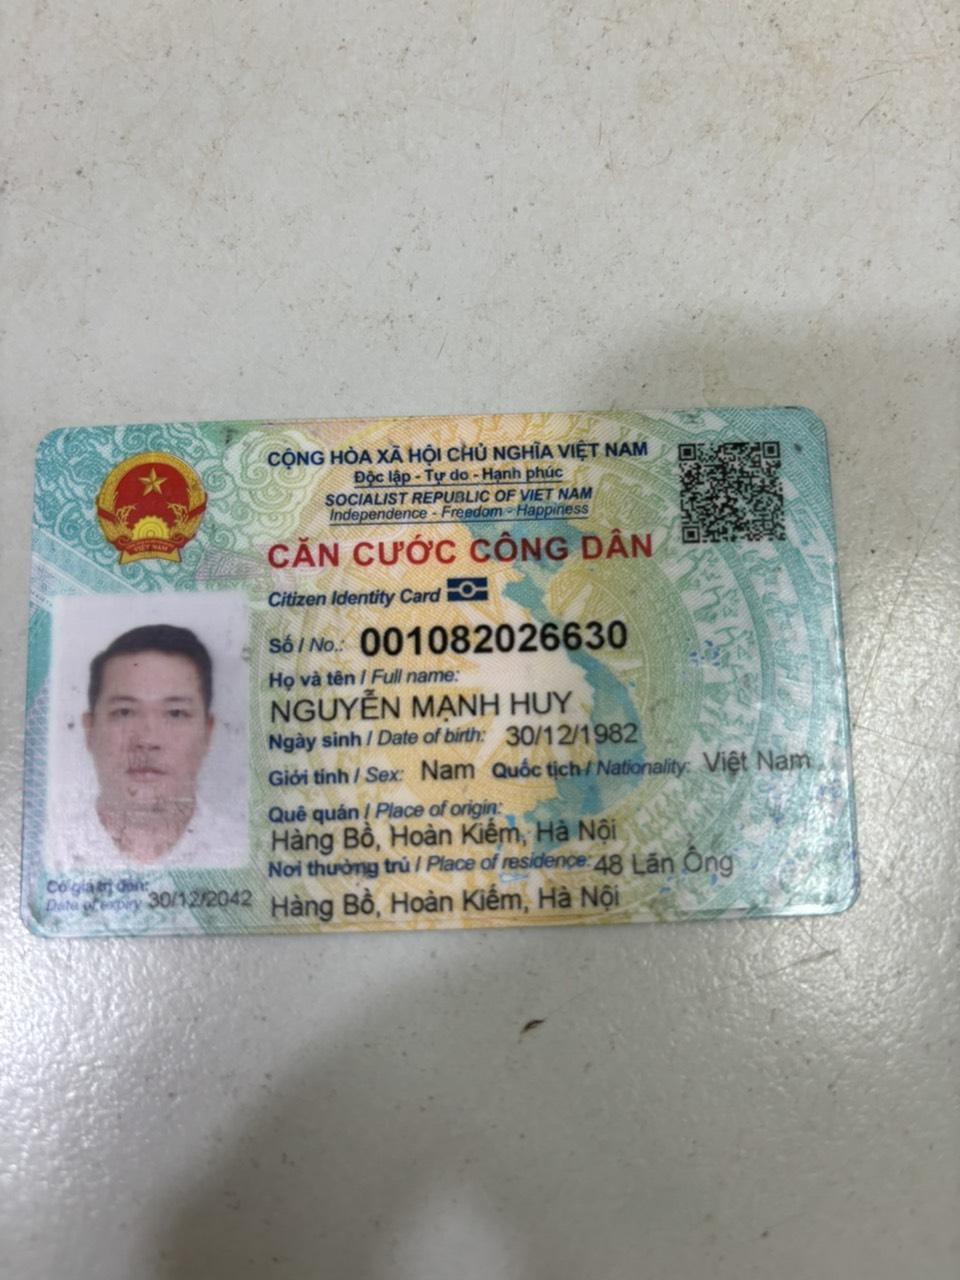 CỘNG HÒA XÃ HỘI CHỦ NGHĨA VIỆT NAM
Độc lập - Tự do - Hạnh phúc
SOCIALIST REPUBLIC OF VIET NAM
Independence - Freedom - Happiness
CĂN CƯỚC CÔNG DÂN
Citizen Identity Card
Số / No.: 001082026630
Họ và tên / Full name:
NGUYỄN MẠNH HUY
Ngày sinh / Date of birth: 30/12/1982
Giới tính / Sex: Nam Quốc tịch / Nationality: Việt Nam
Quê quán / Place of origin:
Hàng Bồ, Hoàn Kiếm, Hà Nội
Nơi thường trú / Place of residence: 48 Lãn Ông
Hàng Bồ, Hoàn Kiếm, Hà Nội
Có giá trị đến:
Date of expiry 30/12/2042
VIỆT NAM